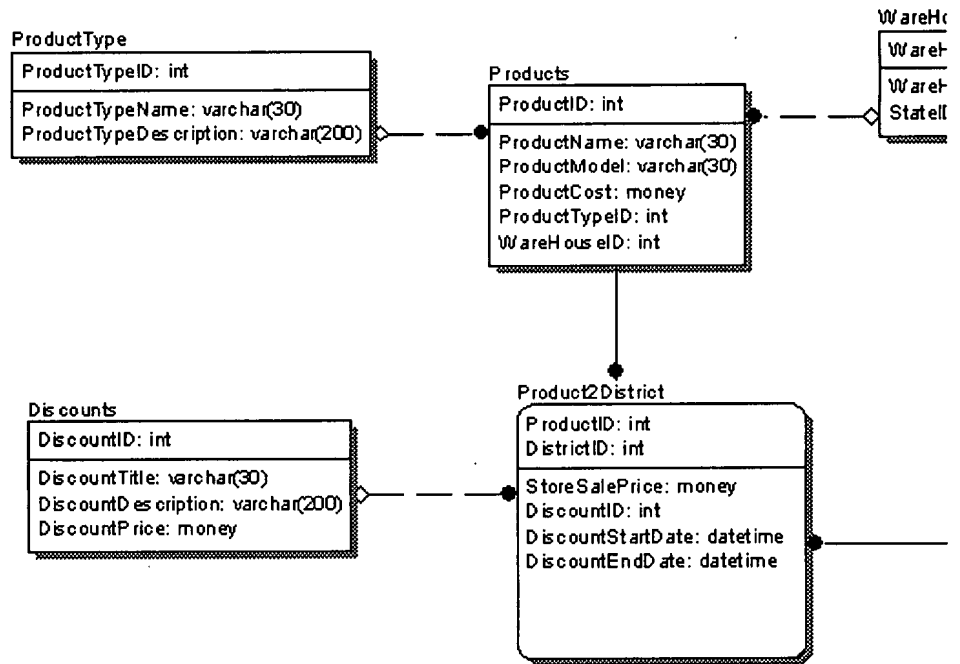 ProductType
ProductTypeID: int
ProductTypeName: varchar(30)
ProductTypeDescription: varchar(200)
Products
ProductID: int
ProductName: varchar(30)
ProductModel: varchar(30)
ProductCost: money
ProductTypeID: int
WareHouseID: int
Discounts
DiscountID: int
DiscountTitle: varchar(30)
DiscountDescription: varchar(200)
DiscountPrice: money
Product2District
ProductID: int
DistrictID: int
StoreSalePrice: money
DiscountID: int
DiscountStartDate: datetime
DiscountEndDate: datetime